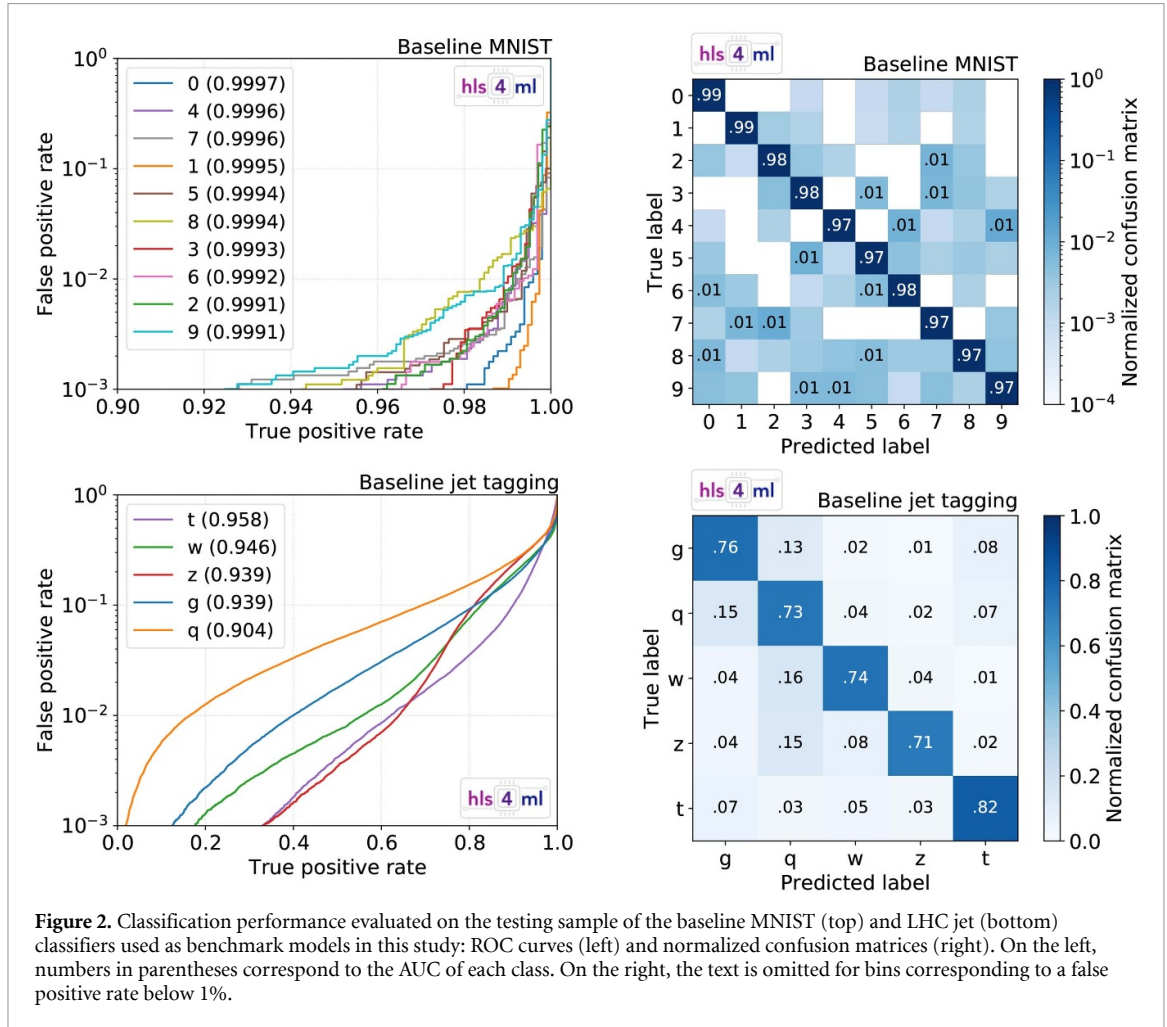 Baseline MNIST
hls 4 ml
10^0
10^-1
10^-2
10^-3
False positive rate
0 (0.9997)
4 (0.9996)
7 (0.9996)
1 (0.9995)
5 (0.9994)
8 (0.9994)
3 (0.9993)
6 (0.9992)
2 (0.9991)
9 (0.9991)
0.90 0.92 0.94 0.96 0.98 1.00
True positive rate
hls 4 ml
Baseline MNIST
True label
0 .99
1 .99
2 .98 .01
3 .98 .01 .01
4 .97 .01 .01
5 .01 .97
6 .01 .01 .98
7 .01 .01 .97
8 .01 .01 .97
9 .01 .01 .97
0 1 2 3 4 5 6 7 8 9
Predicted label
10^0
10^-1
10^-2
10^-3
10^-4
Normalized confusion matrix
Baseline jet tagging
10^0
10^-1
10^-2
10^-3
False positive rate
t (0.958)
w (0.946)
z (0.939)
g (0.939)
q (0.904)
hls 4 ml
0.0 0.2 0.4 0.6 0.8 1.0
True positive rate
hls 4 ml
Baseline jet tagging
True label
g .76 .13 .02 .01 .08
q .15 .73 .04 .02 .07
w .04 .16 .74 .04 .01
z .04 .15 .08 .71 .02
t .07 .03 .05 .03 .82
g q w z t
Predicted label
1.0
0.8
0.6
0.4
0.2
0.0
Normalized confusion matrix
Figure 2. Classification performance evaluated on the testing sample of the baseline MNIST (top) and LHC jet (bottom)
classifiers used as benchmark models in this study: ROC curves (left) and normalized confusion matrices (right). On the left,
numbers in parentheses correspond to the AUC of each class. On the right, the text is omitted for bins corresponding to a false
positive rate below 1%.